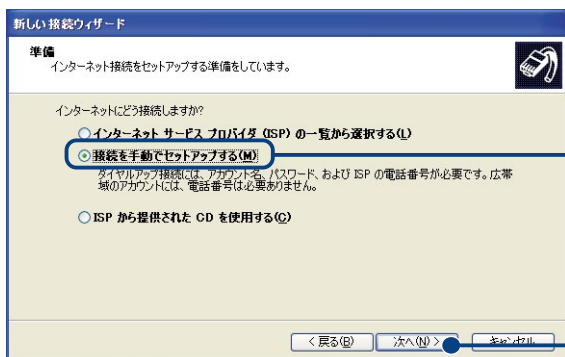 新しい接続ウィザード
準備
インターネット接続をセットアップする準備をしています。
インターネットにどう接続しますか?
インターネット サービス プロバイダ (ISP) の一覧から選択する(L)
接続を手動でセットアップする(M)
ダイヤルアップ接続には、アカウント名、パスワード、および ISP の電話番号が必要です。広帯
域のアカウントには、電話番号は必要ありません。
ISP から提供された CD を使用する(C)
< 戻る(B) 次へ(N) > キャンセル